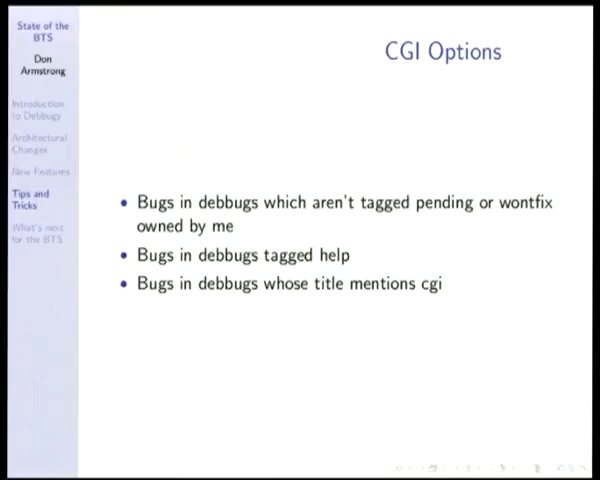 State of the
BTS
Don
Armstrong
Introduction
to Debbugs
Architectural
Changes
New Features
Tips and
Tricks
What's next
for the BTS
CGI Options
• Bugs in debbugs which aren't tagged pending or wontfix
owned by me
• Bugs in debbugs tagged help
• Bugs in debbugs whose title mentions cgi